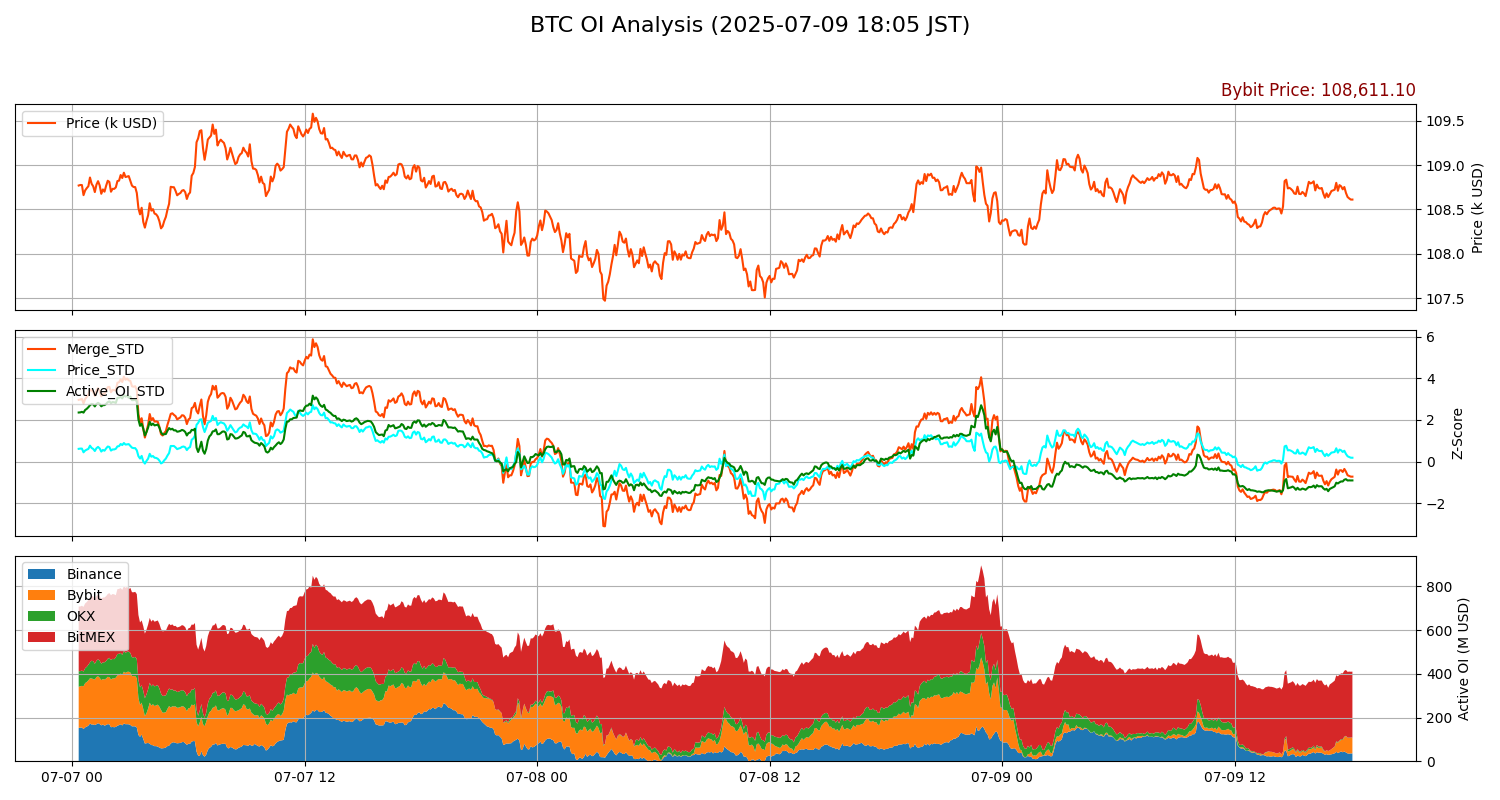 BTC OI Analysis (2025-07-09 18:05 JST)
Bybit Price: 108,611.10
Price (k USD)
109.5
109.0
108.5
108.0
107.5
Price (k USD)
Merge_STD
Price_STD
Active_OI_STD
6
4
2
0
−2
Z-Score
Binance
Bybit
OKX
BitMEX
800
600
400
200
0
Active OI (M USD)
07-07 00
07-07 12
07-08 00
07-08 12
07-09 00
07-09 12